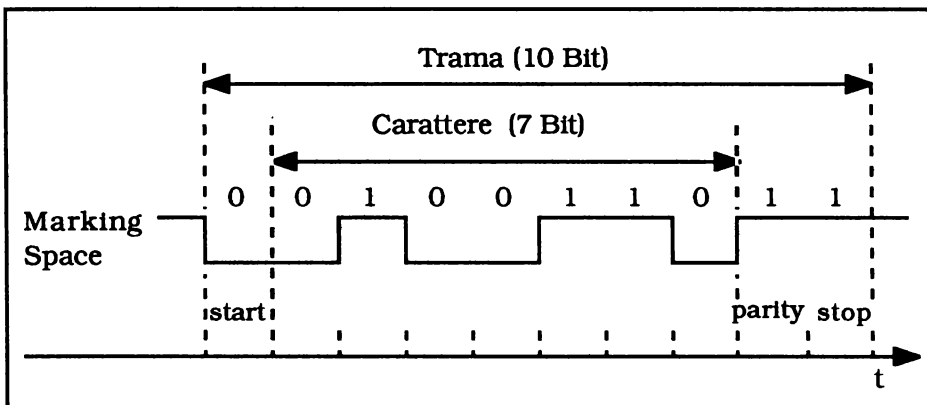 Trama (10 Bit)
Carattere (7 Bit)
0 0 1 0 0 1 1 0 1 1
Marking
Space
start parity stop
t